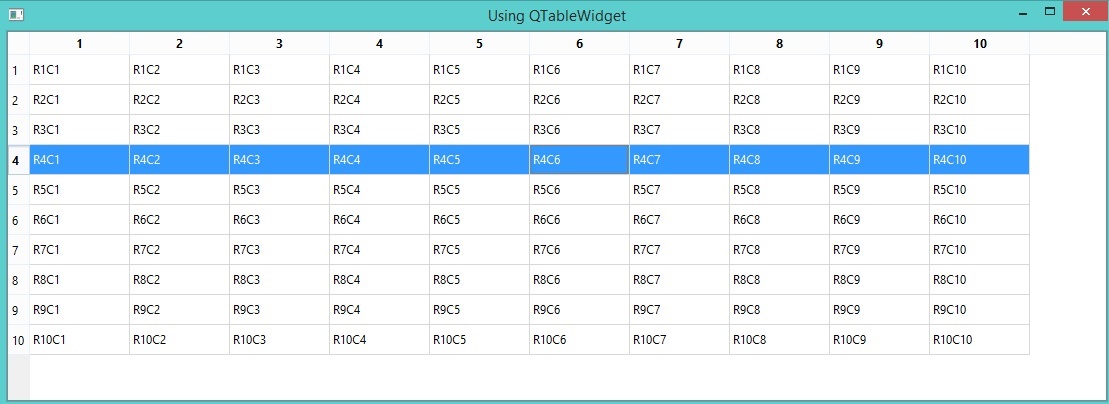 Using QTableWidget
1 2 3 4 5 6 7 8 9 10
1 R1C1 R1C2 R1C3 R1C4 R1C5 R1C6 R1C7 R1C8 R1C9 R1C10
2 R2C1 R2C2 R2C3 R2C4 R2C5 R2C6 R2C7 R2C8 R2C9 R2C10
3 R3C1 R3C2 R3C3 R3C4 R3C5 R3C6 R3C7 R3C8 R3C9 R3C10
4 R4C1 R4C2 R4C3 R4C4 R4C5 R4C6 R4C7 R4C8 R4C9 R4C10
5 R5C1 R5C2 R5C3 R5C4 R5C5 R5C6 R5C7 R5C8 R5C9 R5C10
6 R6C1 R6C2 R6C3 R6C4 R6C5 R6C6 R6C7 R6C8 R6C9 R6C10
7 R7C1 R7C2 R7C3 R7C4 R7C5 R7C6 R7C7 R7C8 R7C9 R7C10
8 R8C1 R8C2 R8C3 R8C4 R8C5 R8C6 R8C7 R8C8 R8C9 R8C10
9 R9C1 R9C2 R9C3 R9C4 R9C5 R9C6 R9C7 R9C8 R9C9 R9C10
10 R10C1 R10C2 R10C3 R10C4 R10C5 R10C6 R10C7 R10C8 R10C9 R10C10